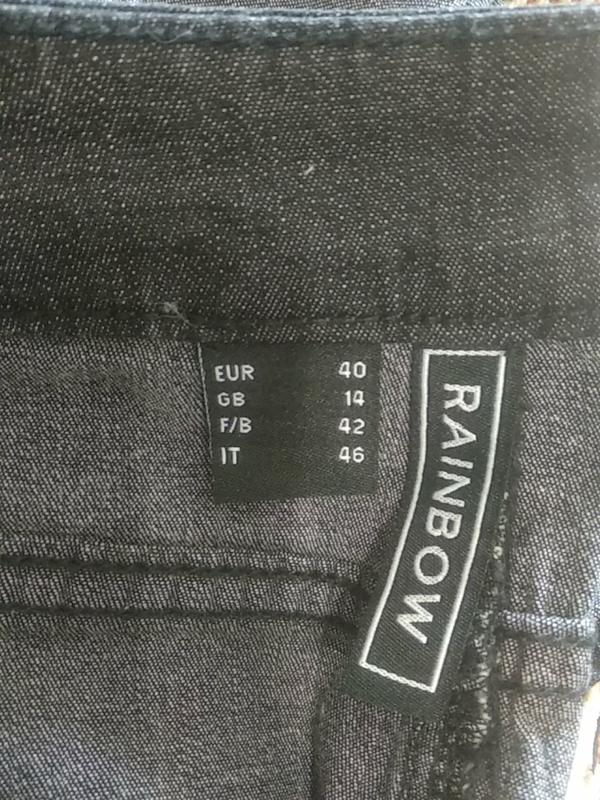 EUR 40
GB 14
F/B 42
IT 46
RAINBOW